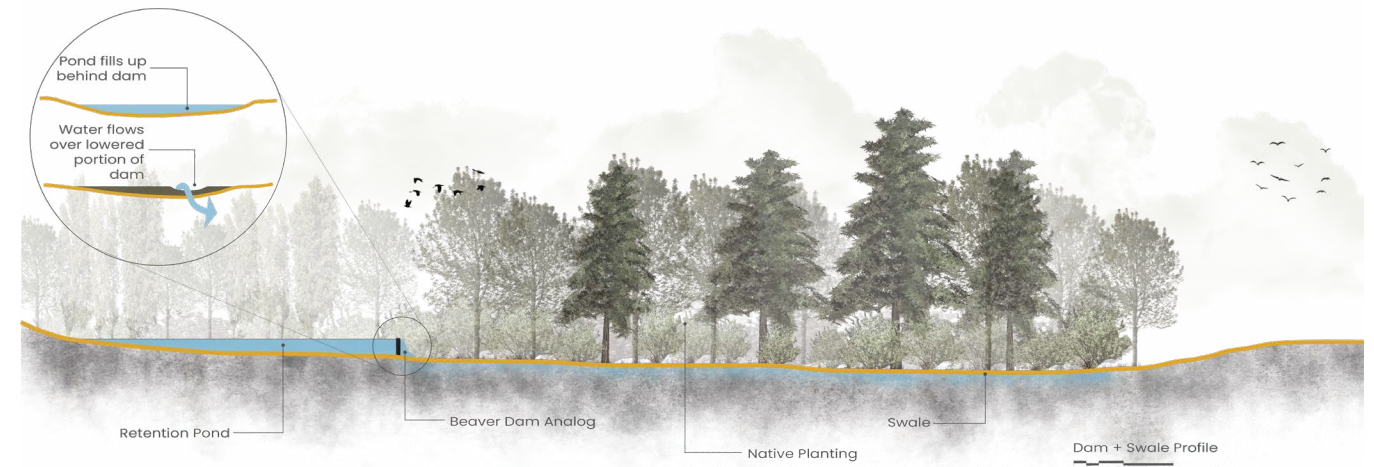 Pond fills up
behind dam
Water flows
over lowered
portion of
dam
Retention Pond
Beaver Dam Analog
Native Planting
Swale
Dam + Swale Profile